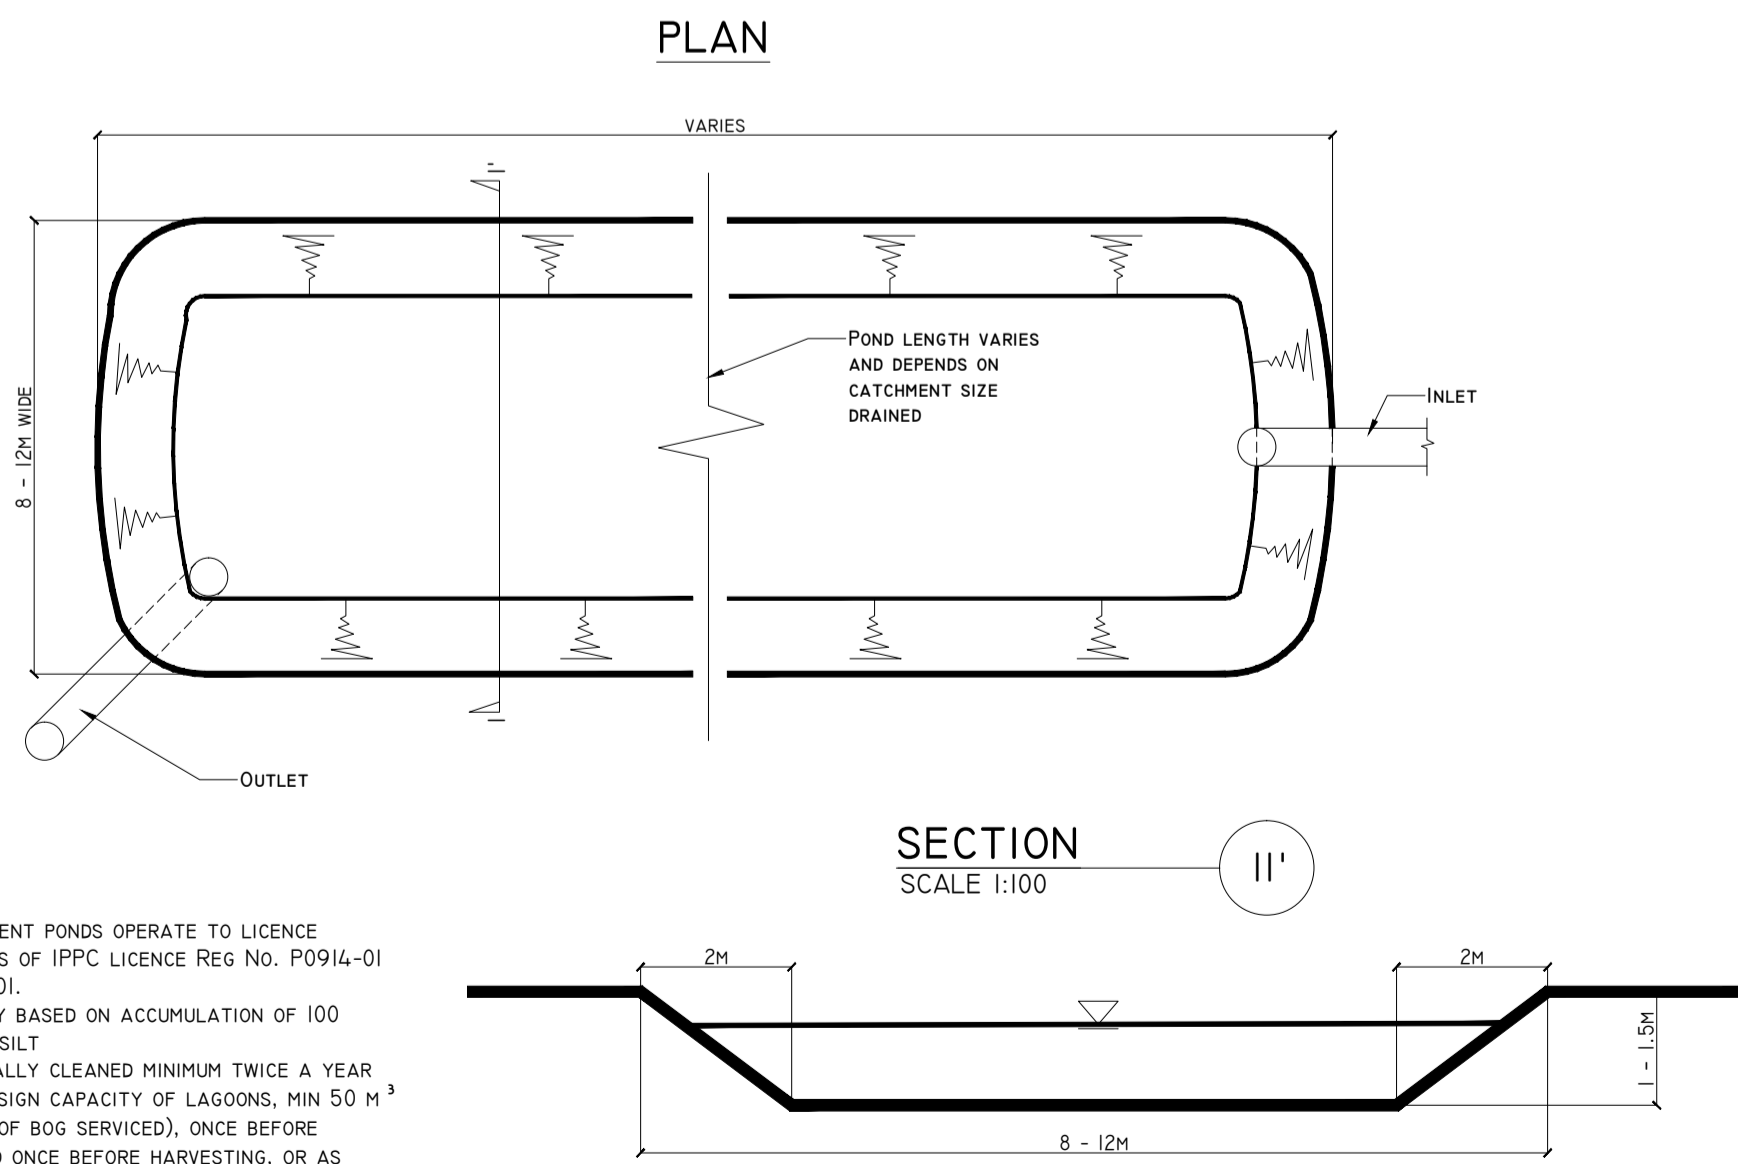 PLAN
VARIES
I'
8 - 12M WIDE
POND LENGTH VARIES
AND DEPENDS ON
CATCHMENT SIZE
DRAINED
INLET
I
OUTLET
SECTION
SCALE 1:100
II'
ENT PONDS OPERATE TO LICENCE
S OF IPPC LICENCE REG NO. P0914-01
01.
Y BASED ON ACCUMULATION OF 100
SILT
ALLY CLEANED MINIMUM TWICE A YEAR
SIGN CAPACITY OF LAGOONS, MIN 50 M³
OF BOG SERVICED), ONCE BEFORE
ONCE BEFORE HARVESTING, OR AS
2M
2M
1 - 1.5M
8 - 12M